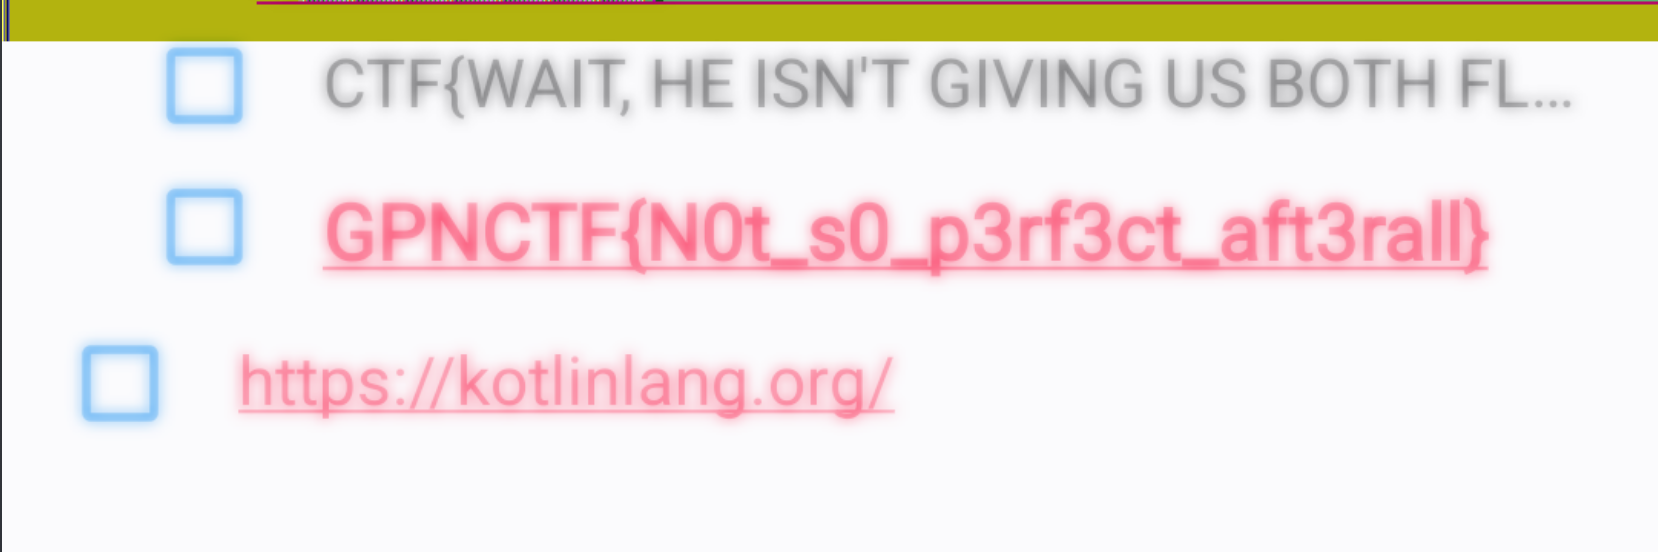 CTF{WAIT, HE ISN'T GIVING US BOTH FL...
GPNCTF{N0t_s0_p3rf3ct_aft3rall}
https://kotlinlang.org/